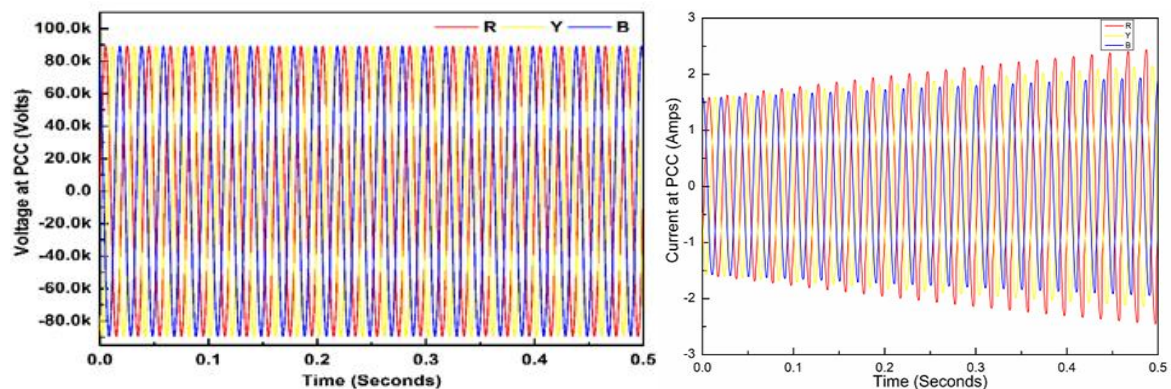 R Y B
100.0k
80.0k
60.0k
40.0k
20.0k
0.0
-20.0k
-40.0k
-60.0k
-80.0k
Voltage at PCC (Volts)
0.0 0.1 0.2 0.3 0.4 0.5
Time (Seconds)
R
Y
B
3
2
1
0
-1
-2
-3
Current at PCC (Amps)
0.0 0.1 0.2 0.3 0.4 0.5
Time (Seconds)